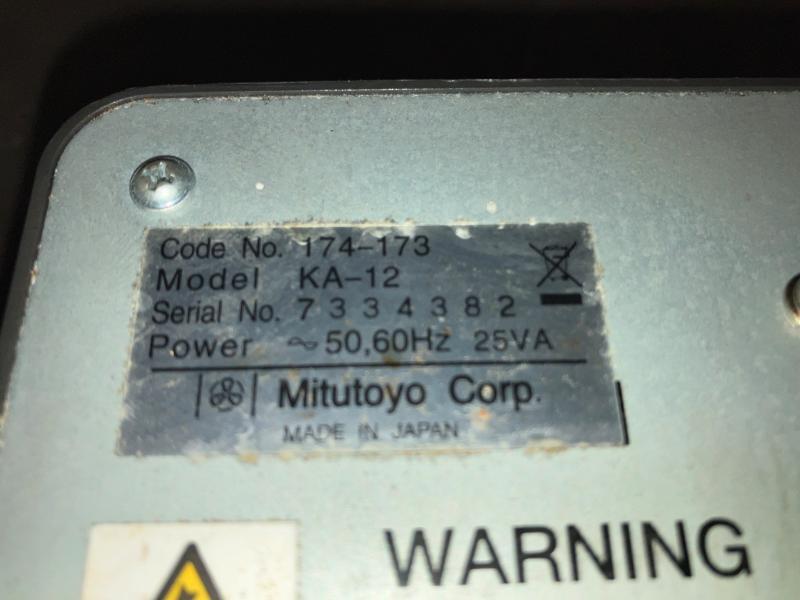 Code No. 174-173
Model KA-12
Serial No. 7 3 3 4 3 8 2
Power ~ 50,60Hz 25VA
Mitutoyo Corp.
MADE IN JAPAN
WARNING